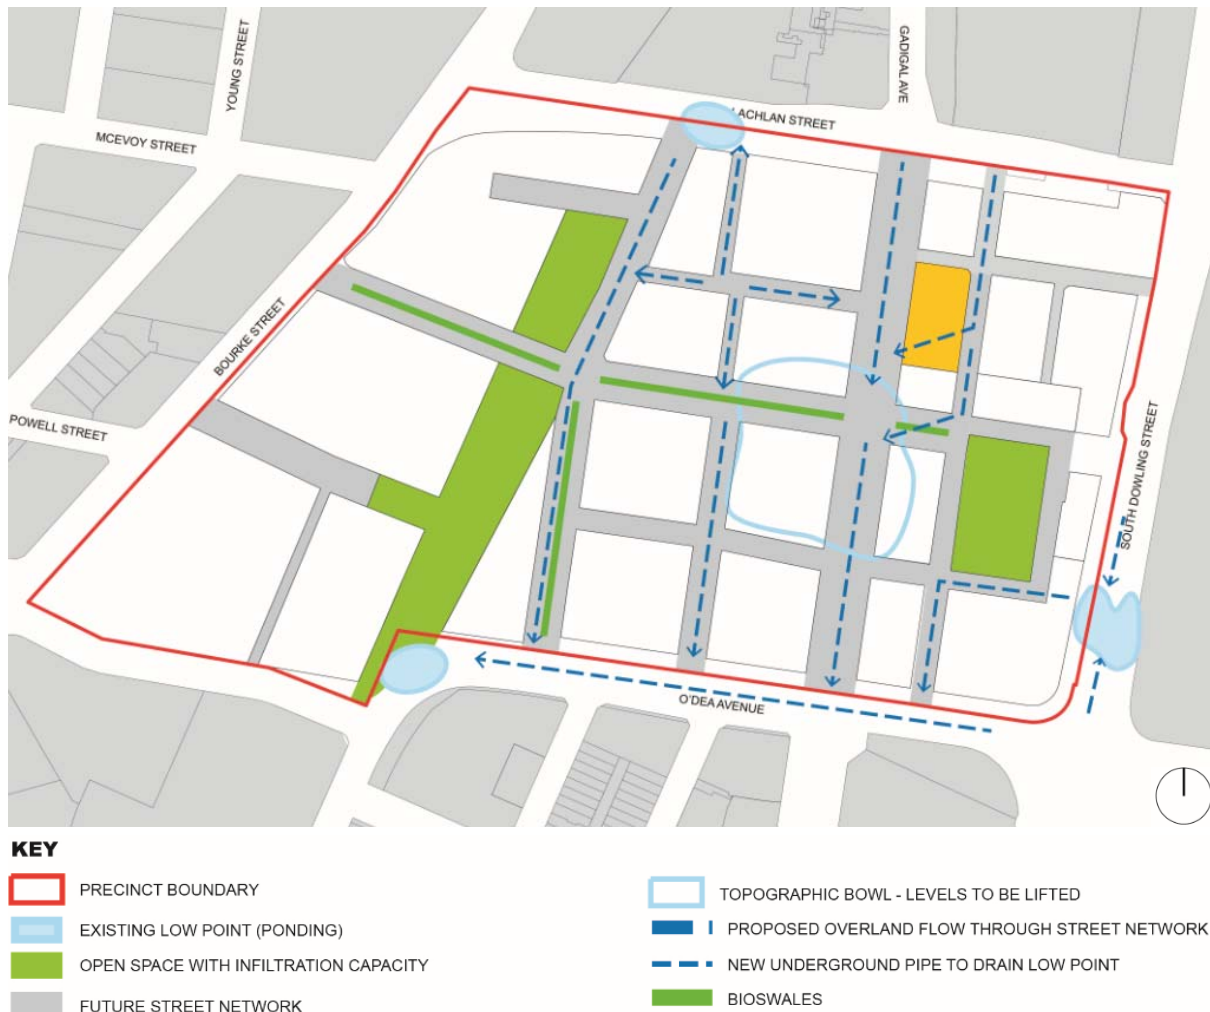 YOUNG STREET
GADIGAL AVE
LACHLAN STREET
MCEVOY STREET
BOURKE STREET
POWELL STREET
SOUTH DOWLING STREET
O'DEA AVENUE
KEY
PRECINCT BOUNDARY
EXISTING LOW POINT (PONDING)
OPEN SPACE WITH INFILTRATION CAPACITY
FUTURE STREET NETWORK
TOPOGRAPHIC BOWL - LEVELS TO BE LIFTED
PROPOSED OVERLAND FLOW THROUGH STREET NETWORK
NEW UNDERGROUND PIPE TO DRAIN LOW POINT
BIOSWALES